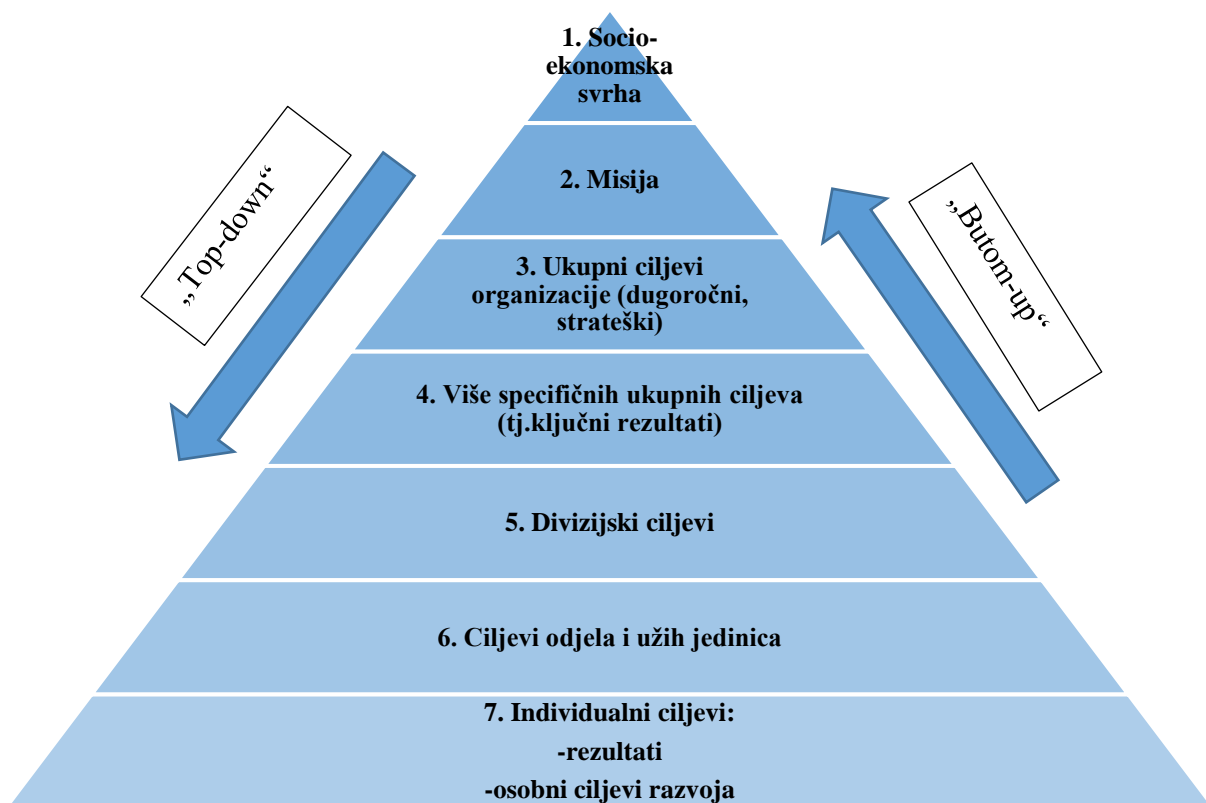 1. Socio-
ekonomska
svrha
2. Misija
„Top-down“
„Butom-up“
3. Ukupni ciljevi
organizacije (dugoročni,
strateški)
4. Više specifičnih ukupnih ciljeva
(tj.ključni rezultati)
5. Divizijski ciljevi
6. Ciljevi odjela i užih jedinica
7. Individualni ciljevi:
-rezultati
-osobni ciljevi razvoja